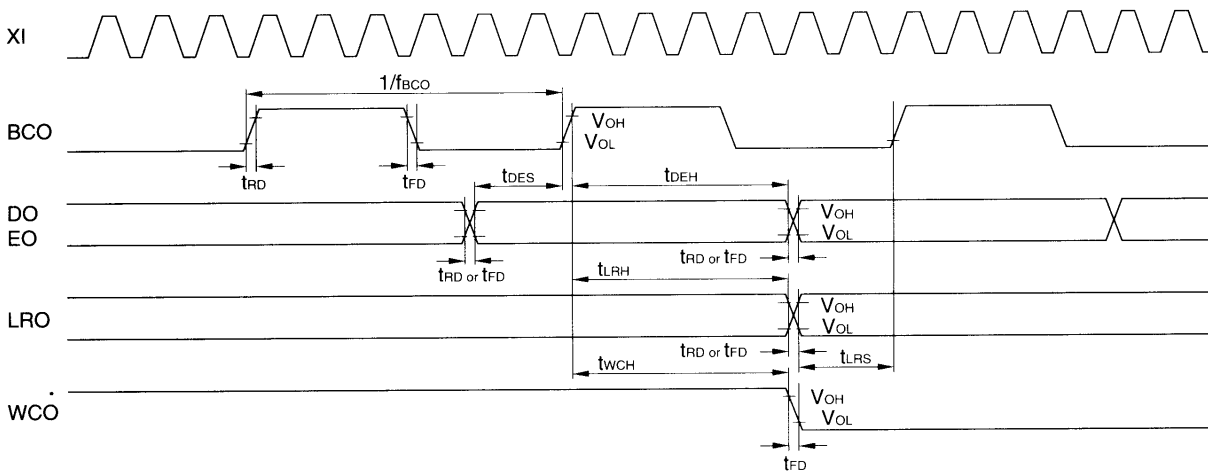 XI
1/fBCO
BCO
VOH
VOL
tRD
tFD
tDES
tDEH
DO
EO
VOH
VOL
tRD or tFD
tRD or tFD
tLRH
LRO
VOH
VOL
tRD or tFD
tWCH
tLRS
WCO
VOH
VOL
tFD